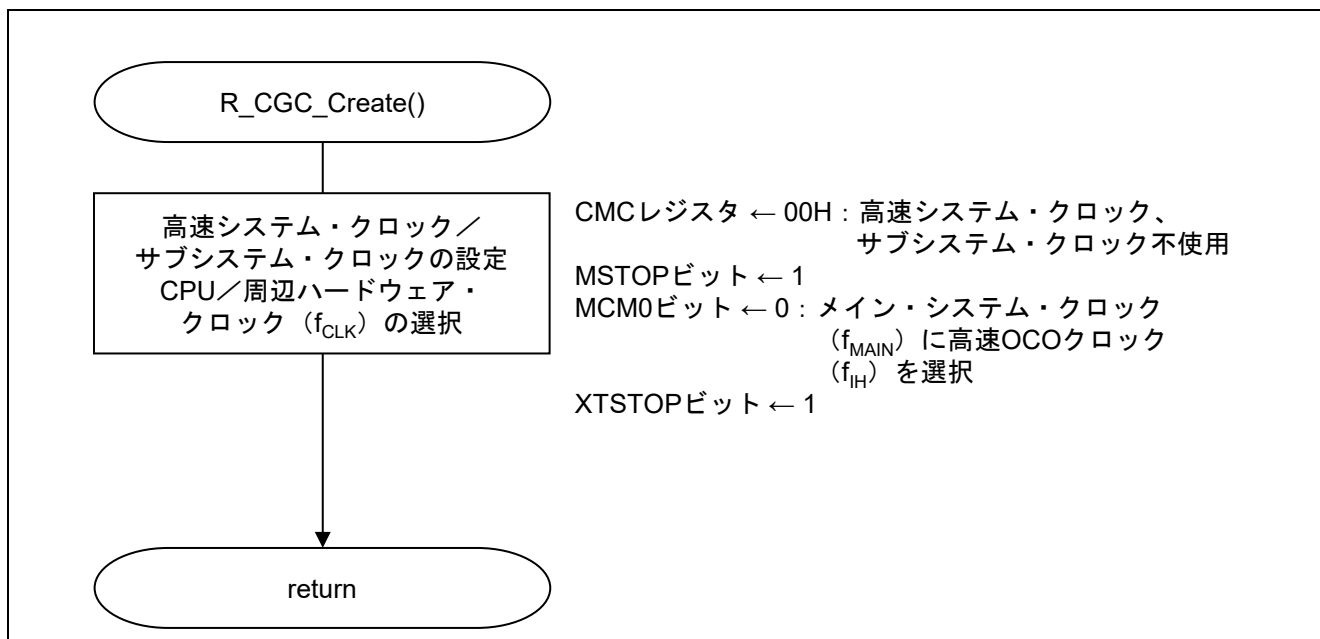 R_CGC_Create()
高速システム・クロック／
サブシステム・クロックの設定
CPU／周辺ハードウェア・
クロック（fCLK）の選択
CMCレジスタ ← 00H：高速システム・クロック、
サブシステム・クロック不使用
MSTOPビット ← 1
MCM0ビット ← 0：メイン・システム・クロック
（fMAIN）に高速OCOクロック
（fIH）を選択
XTSTOPビット ← 1
return